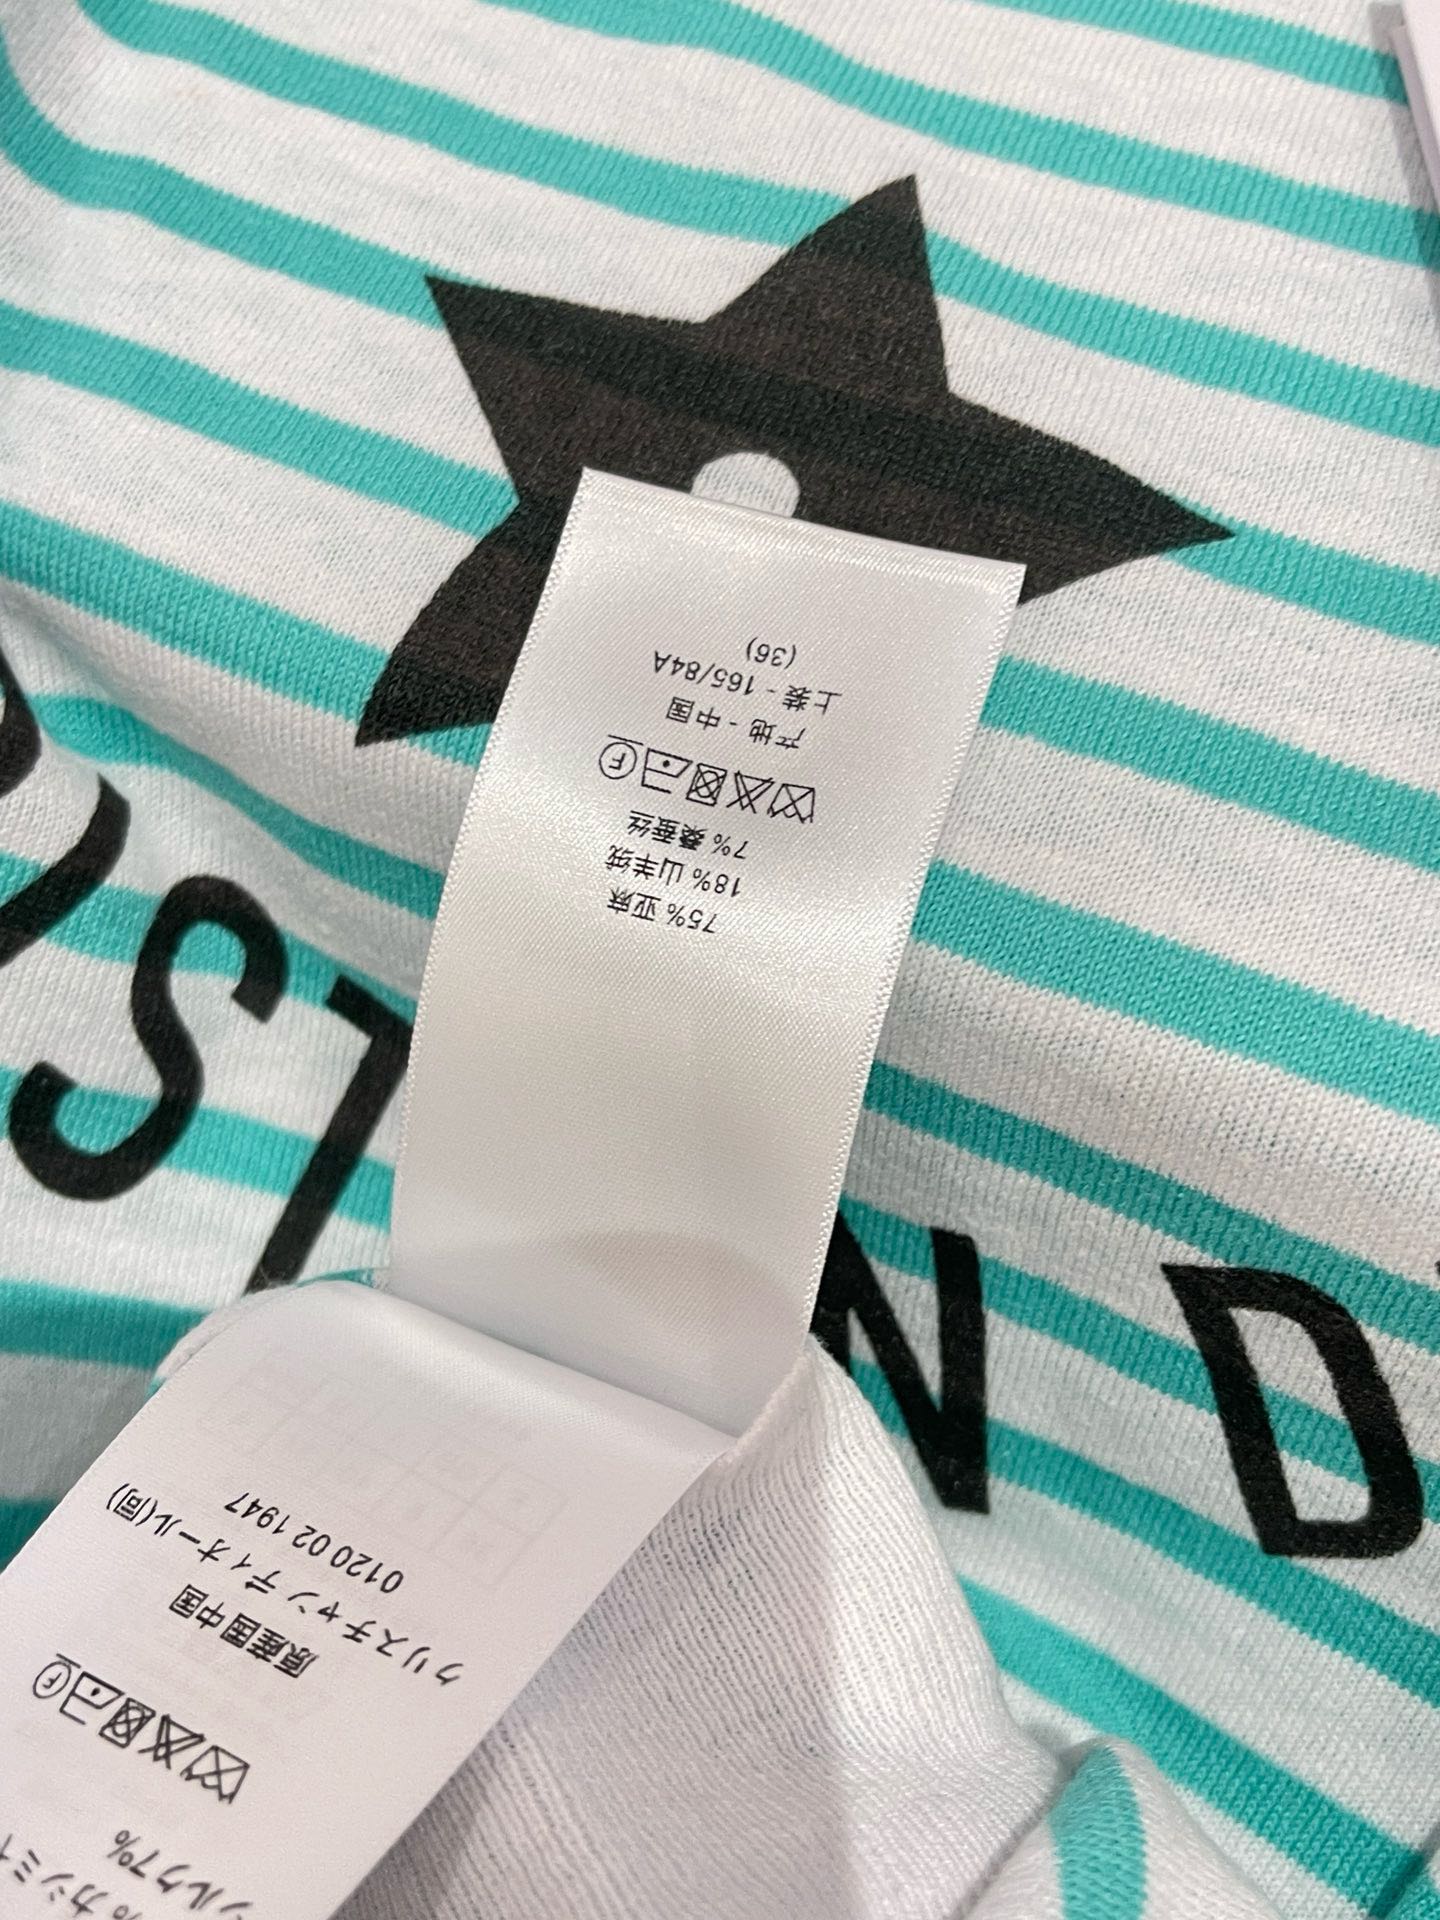 75% 亚麻
18% 山羊绒
7% 桑蚕丝
F
产地 - 中国
上装 - 165/84A
(36)
ルク7%
F
原産国中国
クリスチャン ディオール(同)
0120 02 1947
IST
ND